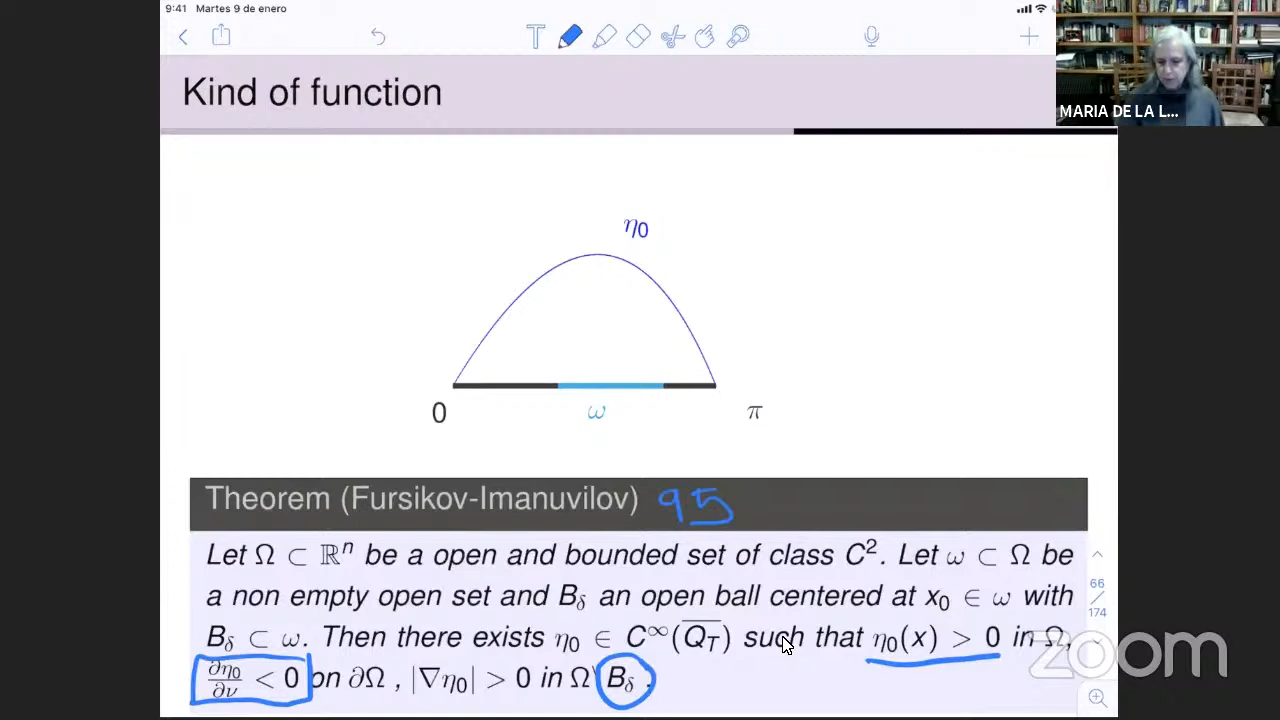 9:41 Martes 9 de enero
Kind of function
MARIA DE LA L...
η₀
0
ω
π
Theorem (Fursikov-Imanuvilov) 95
Let Ω ⊂ ℝⁿ be a open and bounded set of class C². Let ω ⊂ Ω be
a non empty open set and B_δ an open ball centered at x₀ ∈ ω with
B_δ ⊂ ω. Then there exists η₀ ∈ C^∞(\overline{Q_T}) such that η₀(x) > 0 in Ω,
∂η₀/∂ν < 0 on ∂Ω , |∇η₀| > 0 in Ω\B_δ .
66
/
174
zoom